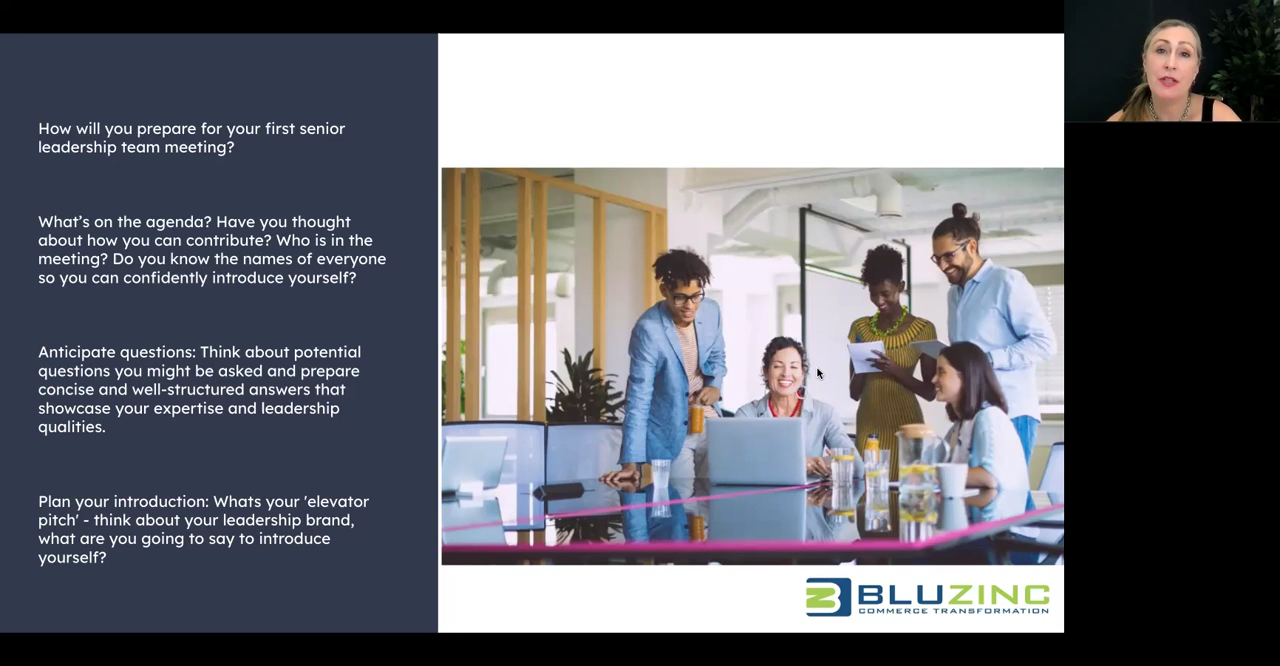 How will you prepare for your first senior
leadership team meeting?
What’s on the agenda? Have you thought
about how you can contribute? Who is in the
meeting? Do you know the names of everyone
so you can confidently introduce yourself?
Anticipate questions: Think about potential
questions you might be asked and prepare
concise and well-structured answers that
showcase your expertise and leadership
qualities.
Plan your introduction: Whats your 'elevator
pitch' - think about your leadership brand,
what are you going to say to introduce
yourself?
BLUZINC
COMMERCE TRANSFORMATION